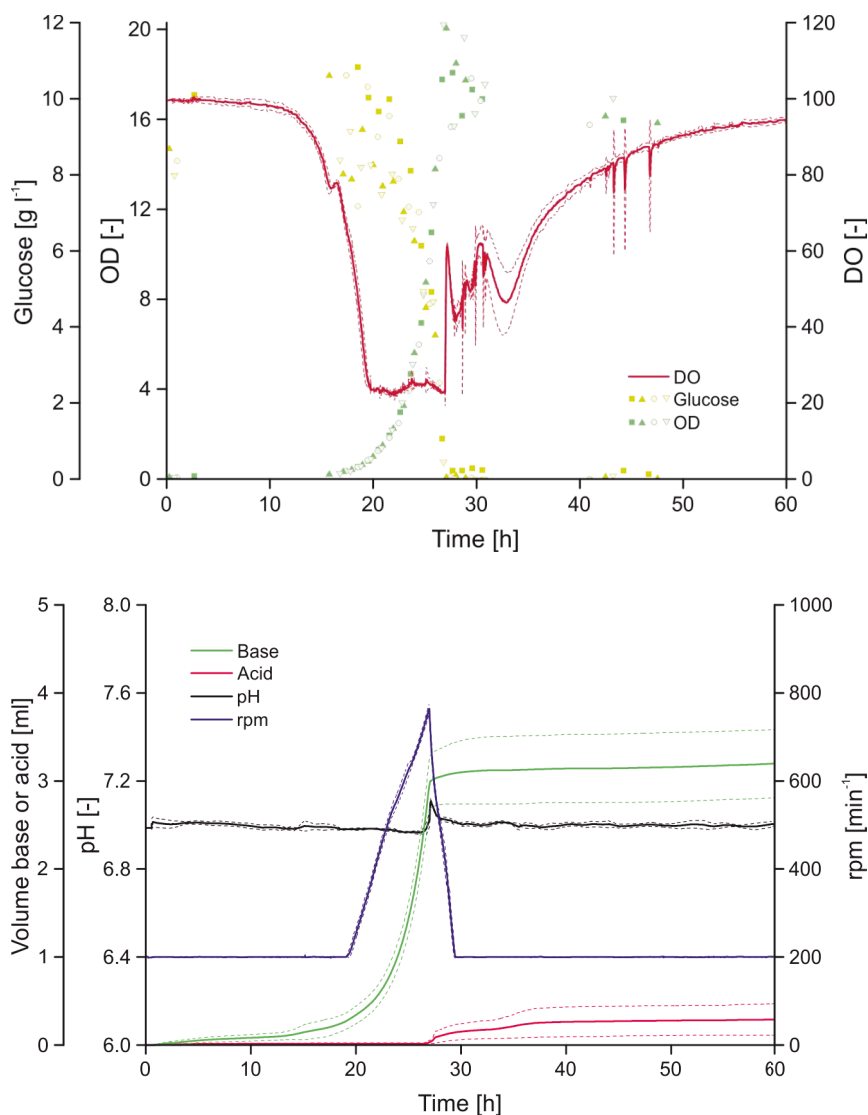 12
10
8
6
4
2
0
Glucose [g l⁻¹]
20
16
12
8
4
0
OD [-]
120
100
80
60
40
20
0
DO [-]
DO
Glucose
OD
0 10 20 30 40 50 60
Time [h]
5
4
3
2
1
0
Volume base or acid [ml]
8.0
7.6
7.2
6.8
6.4
6.0
pH [-]
1000
800
600
400
200
0
rpm [min⁻¹]
Base
Acid
pH
rpm
0 10 20 30 40 50 60
Time [h]